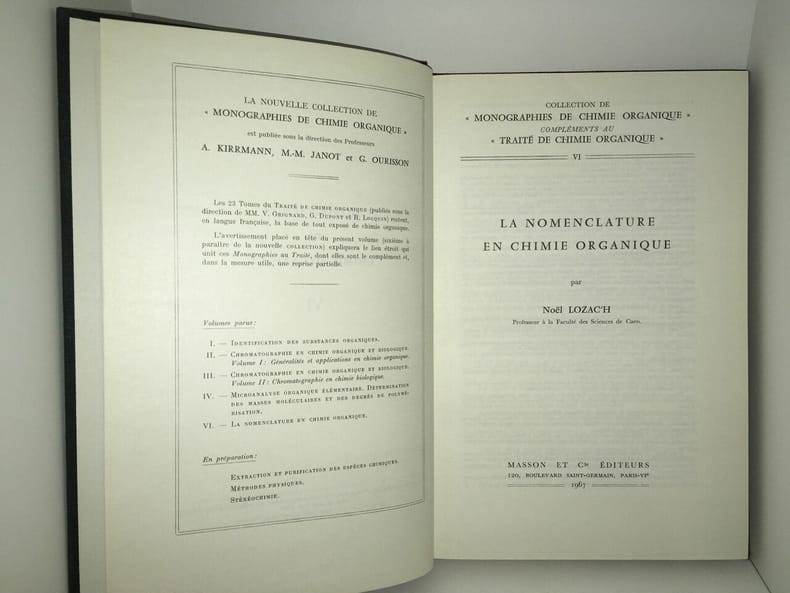 LA NOUVELLE COLLECTION DE
« MONOGRAPHIES DE CHIMIE ORGANIQUE »
est publiée sous la direction des Professeurs
A. KIRRMANN, M.-M. JANOT et G. OURISSON
Les 23 Tomes du TRAITÉ DE CHIMIE ORGANIQUE (publiés sous la
direction de MM. V. GRIGNARD, G. DUPONT et R. LOCQUIN) restent,
en langue française, la base de tout exposé de chimie organique.
L'avertissement placé en tête du présent volume (sixième à
paraître de la nouvelle COLLECTION) expliquera le lien étroit qui
unit ces Monographies au Traité, dont elles sont le complément et,
dans la mesure utile, une reprise partielle.
Volumes parus :
I. — IDENTIFICATION DES SUBSTANCES ORGANIQUES.
II. — CHROMATOGRAPHIE EN CHIMIE ORGANIQUE ET BIOLOGIQUE.
Volume I : Généralités et applications en chimie organique.
III. — CHROMATOGRAPHIE EN CHIMIE ORGANIQUE ET BIOLOGIQUE.
Volume II : Chromatographie en chimie biologique.
IV. — MICROANALYSE ORGANIQUE ÉLÉMENTAIRE. DÉTERMINATION
DES MASSES MOLÉCULAIRES ET DES DEGRÉS DE POLYMÉ-
RISATION.
VI. — LA NOMENCLATURE EN CHIMIE ORGANIQUE.
En préparation :
EXTRACTION ET PURIFICATION DES ESPÈCES CHIMIQUES.
MÉTHODES PHYSIQUES.
STÉRÉOCHIMIE.
COLLECTION DE
« MONOGRAPHIES DE CHIMIE ORGANIQUE »
COMPLÉMENTS AU
« TRAITÉ DE CHIMIE ORGANIQUE »
VI
LA NOMENCLATURE
EN CHIMIE ORGANIQUE
par
Noël LOZAC'H
Professeur à la Faculté des Sciences de Caen.
MASSON ET Cie ÉDITEURS
120, BOULEVARD SAINT-GERMAIN, PARIS-VIe
1967